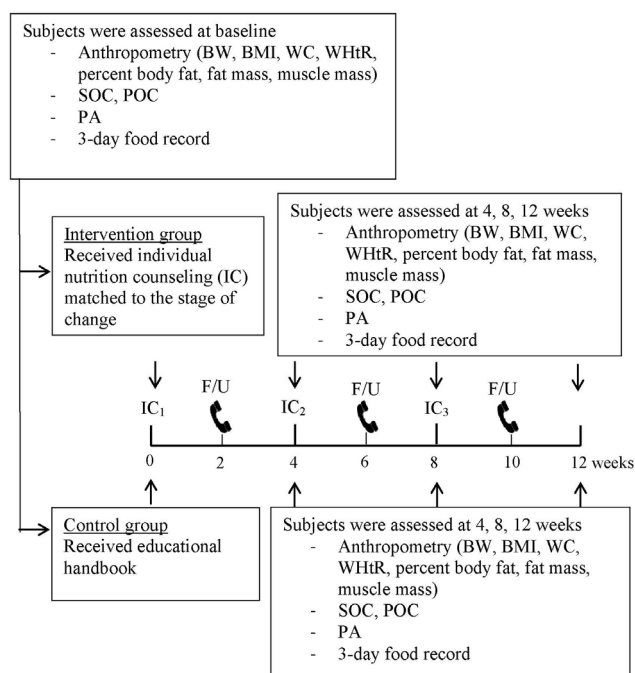 Subjects were assessed at baseline
- Anthropometry (BW, BMI, WC, WHtR,
percent body fat, fat mass, muscle mass)
- SOC, POC
- PA
- 3-day food record
Intervention group
Received individual
nutrition counseling (IC)
matched to the stage of
change
Subjects were assessed at 4, 8, 12 weeks
- Anthropometry (BW, BMI, WC,
WHtR, percent body fat, fat mass,
muscle mass)
- SOC, POC
- PA
- 3-day food record
F/U F/U F/U
IC₁ IC₂ IC₃
0 2 4 6 8 10 12 weeks
Control group
Received educational
handbook
Subjects were assessed at 4, 8, 12 weeks
- Anthropometry (BW, BMI, WC,
WHtR, percent body fat, fat mass,
muscle mass)
- SOC, POC
- PA
- 3-day food record